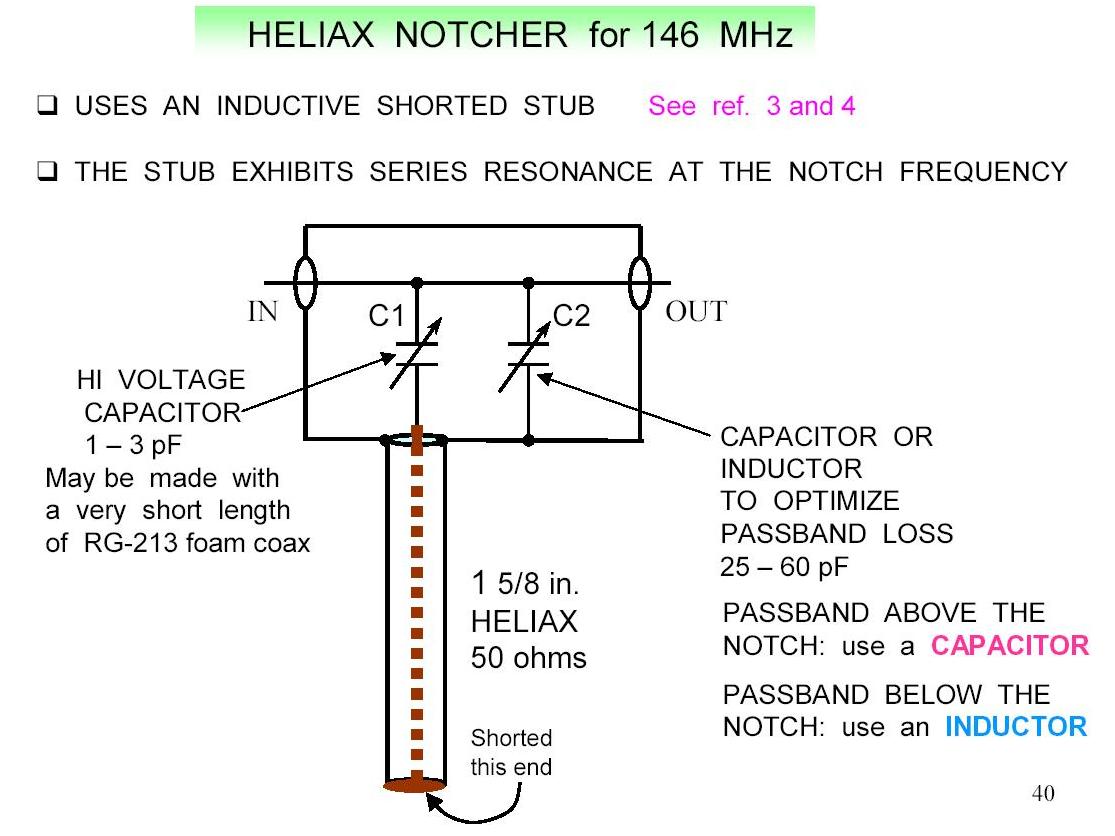 HELIAX NOTCHER for 146 MHz
❑ USES AN INDUCTIVE SHORTED STUB See ref. 3 and 4
❑ THE STUB EXHIBITS SERIES RESONANCE AT THE NOTCH FREQUENCY
IN
C1
C2
OUT
HI VOLTAGE
CAPACITOR
1 – 3 pF
May be made with
a very short length
of RG-213 foam coax
CAPACITOR OR
INDUCTOR
TO OPTIMIZE
PASSBAND LOSS
25 – 60 pF
PASSBAND ABOVE THE
NOTCH: use a CAPACITOR
PASSBAND BELOW THE
NOTCH: use an INDUCTOR
1 5/8 in.
HELIAX
50 ohms
Shorted
this end
40